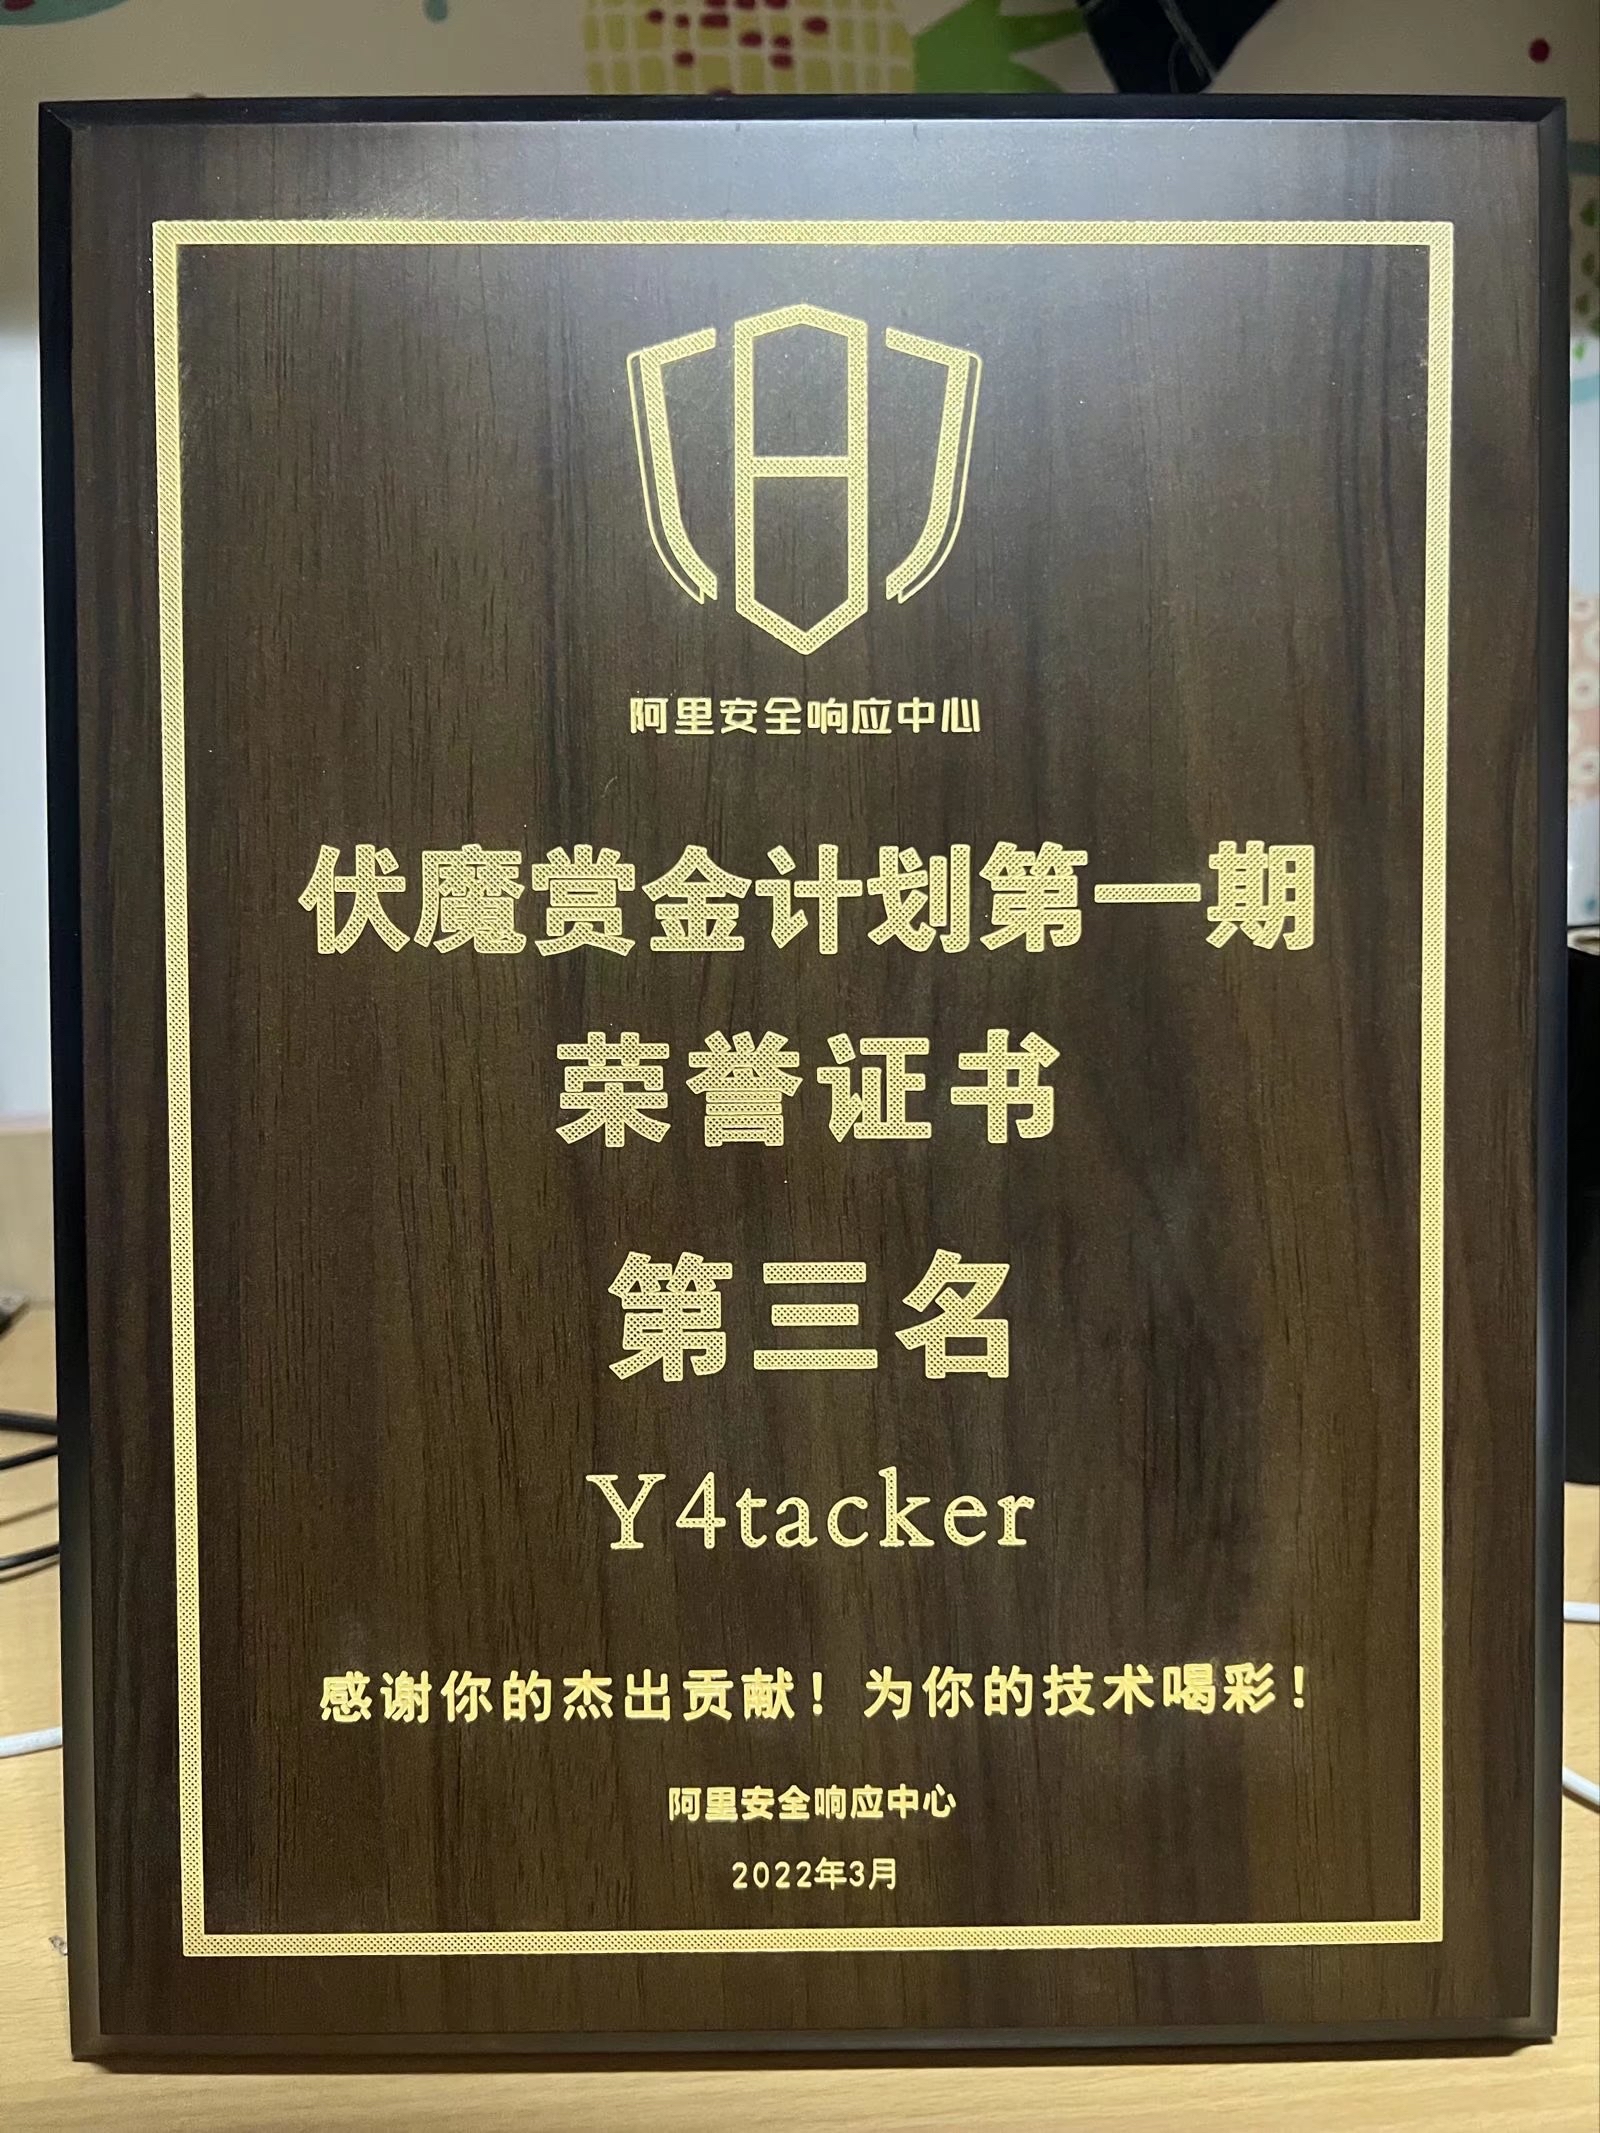 阿里安全响应中心
伏魔赏金计划第一期
荣誉证书
第三名
Y4tacker
感谢你的杰出贡献！为你的技术喝彩！
阿里安全响应中心
2022年3月